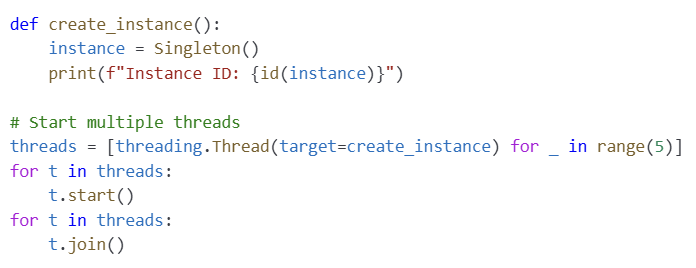 def create_instance():
    instance = Singleton()
    print(f"Instance ID: {id(instance)}")

# Start multiple threads
threads = [threading.Thread(target=create_instance) for _ in range(5)]
for t in threads:
    t.start()
for t in threads:
    t.join()